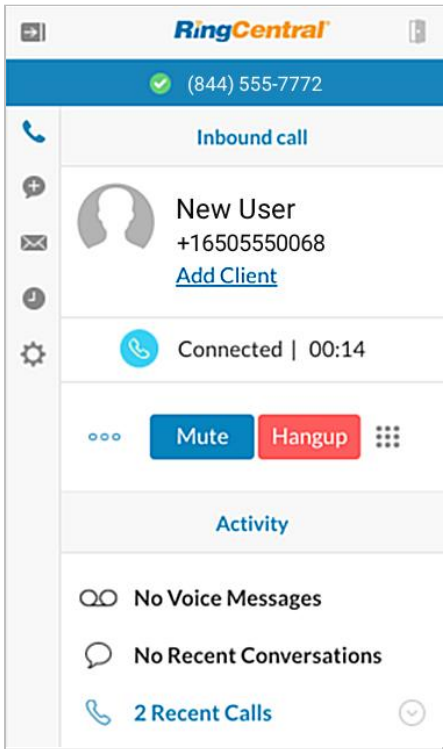 RingCentral
(844) 555-7772
Inbound call
New User
+16505550068
Add Client
Connected | 00:14
Mute Hangup
Activity
No Voice Messages
No Recent Conversations
2 Recent Calls